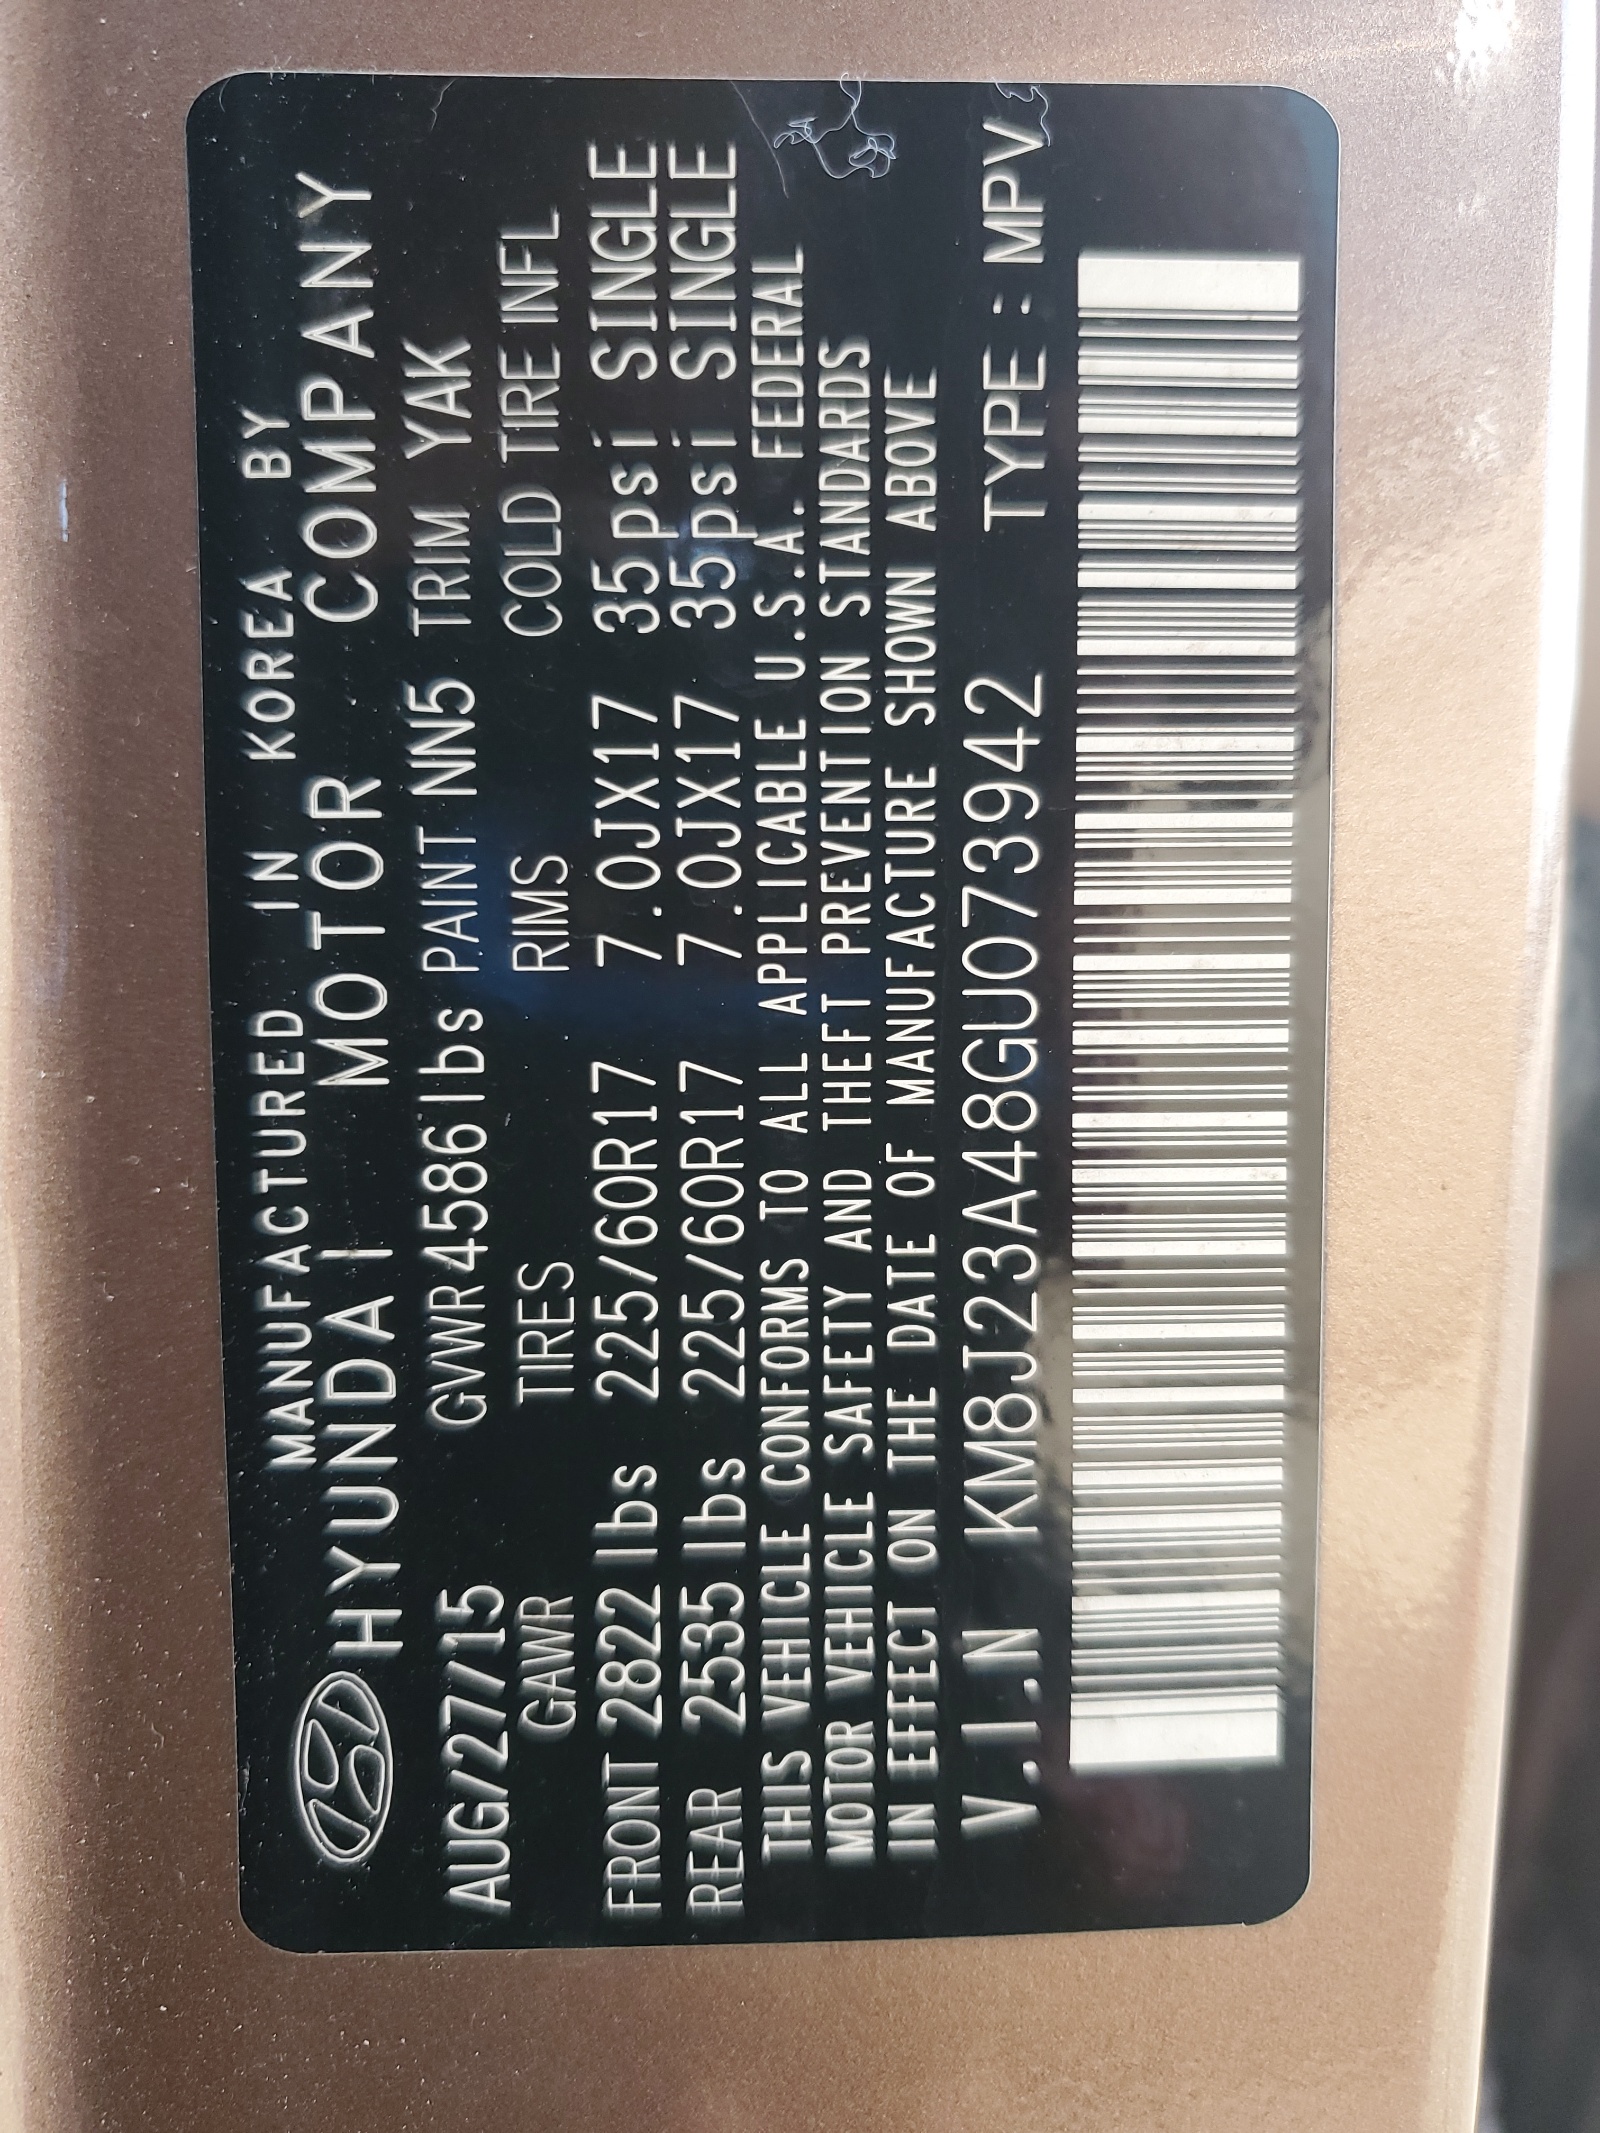 MANUFACTURED IN KOREA BY
HYUNDAI MOTOR COMPANY
AUG/27/15 GVWR 4586 lbs PAINT NN5 TRIM YAK
GAWR TIRES RIMS COLD TIRE INFL
FRONT 2822 lbs 225/60R17 7.0JX17 35psi SINGLE
REAR 2535 lbs 225/60R17 7.0JX17 35psi SINGLE
THIS VEHICLE CONFORMS TO ALL APPLICABLE U.S.A. FEDERAL
MOTOR VEHICLE SAFETY AND THEFT PREVENTION STANDARDS
IN EFFECT ON THE DATE OF MANUFACTURE SHOWN ABOVE
V.I.N KM8J23A48GU073942 TYPE : MPV